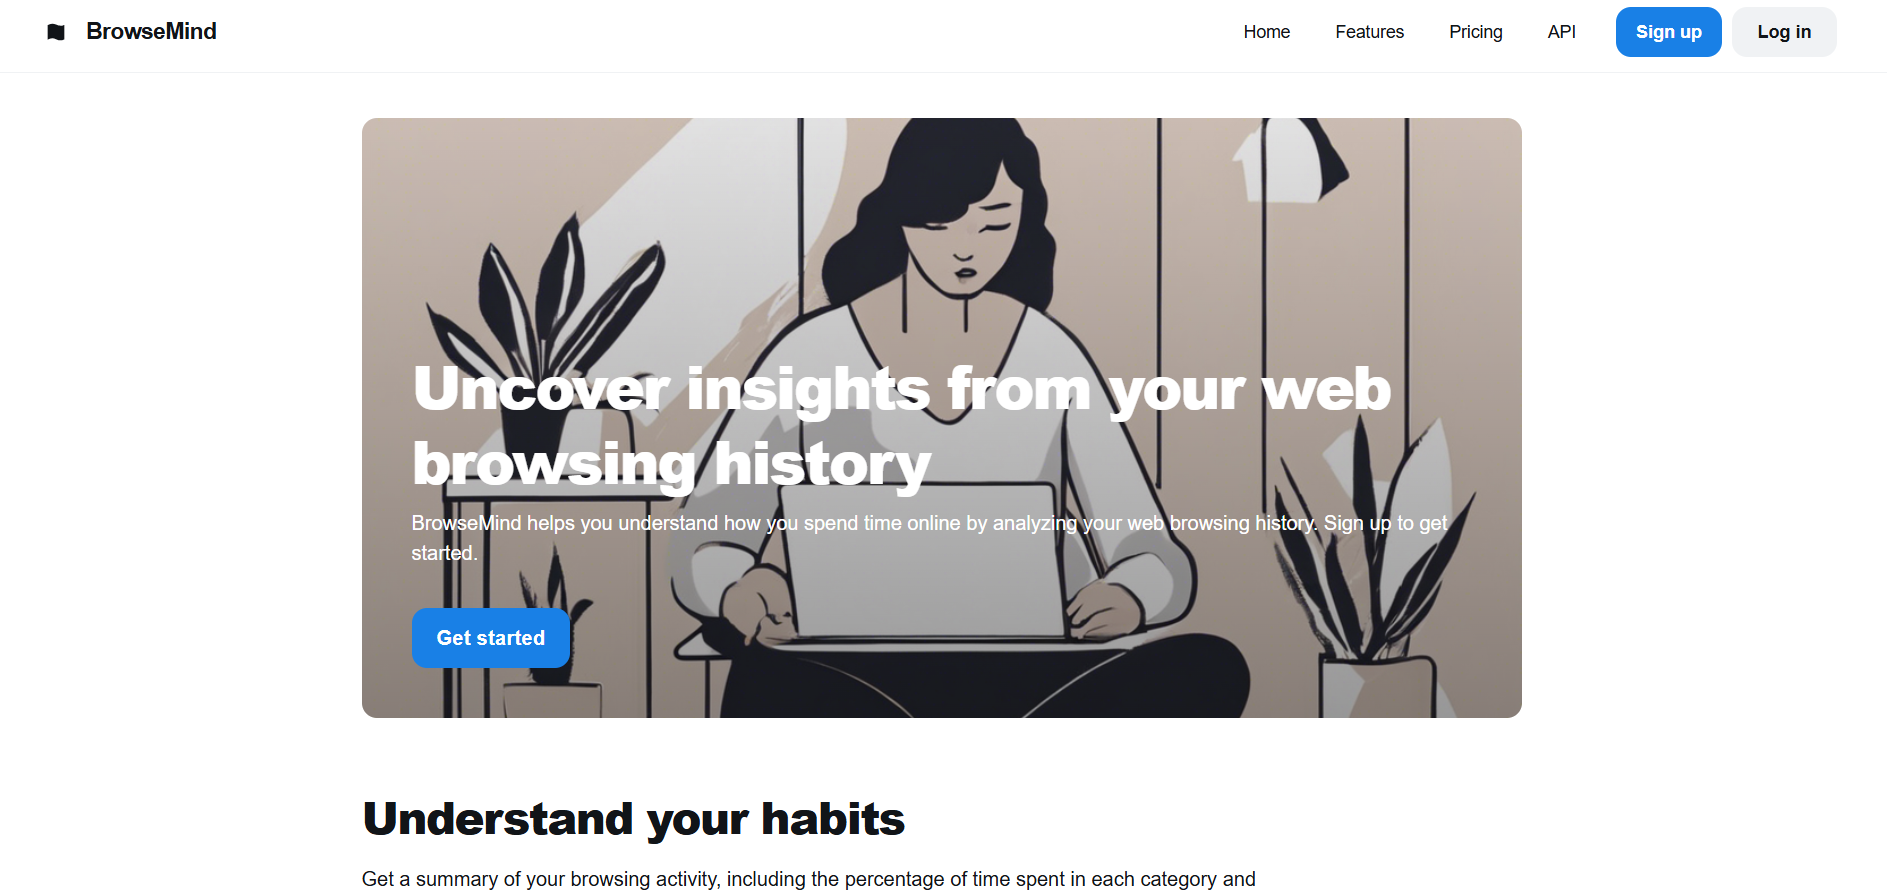 BrowseMind
Home
Features
Pricing
API
Sign up
Log in
Uncover insights from your web
browsing history
BrowseMind helps you understand how you spend time online by analyzing your web browsing history. Sign up to get
started.
Get started
Understand your habits
Get a summary of your browsing activity, including the percentage of time spent in each category and